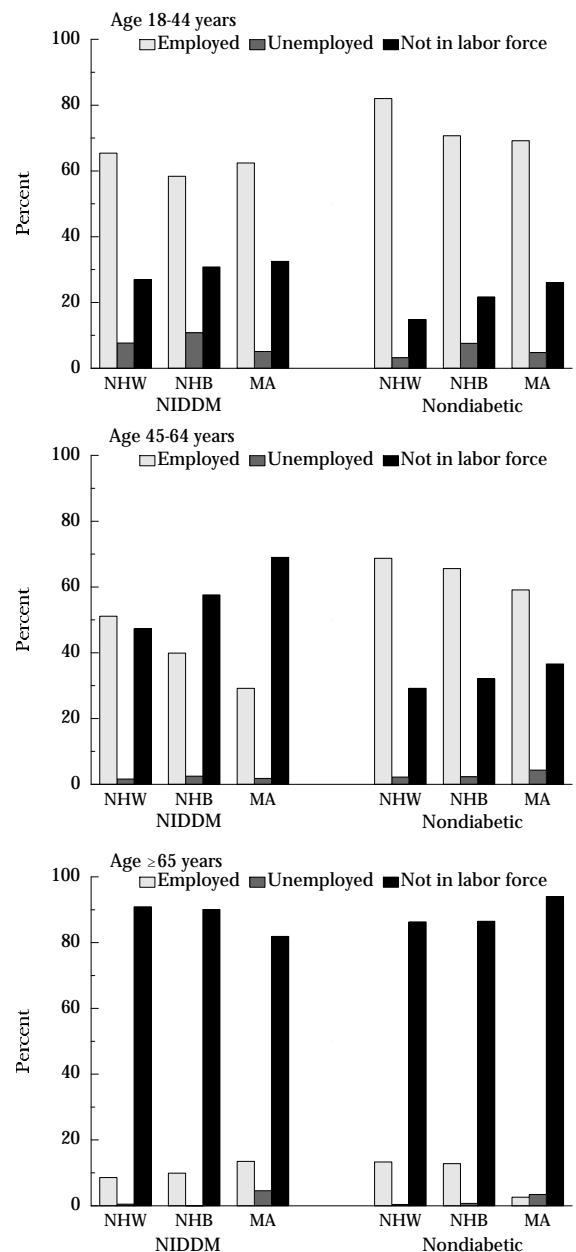 Age 18-44 years
Employed Unemployed Not in labor force
100
80
60
40
20
0
Percent
NHW NHB MA NHW NHB MA
NIDDM Nondiabetic
Age 45-64 years
Employed Unemployed Not in labor force
100
80
60
40
20
0
Percent
NHW NHB MA NHW NHB MA
NIDDM Nondiabetic
Age ≥65 years
Employed Unemployed Not in labor force
100
80
60
40
20
0
Percent
NHW NHB MA NHW NHB MA
NIDDM Nondiabetic